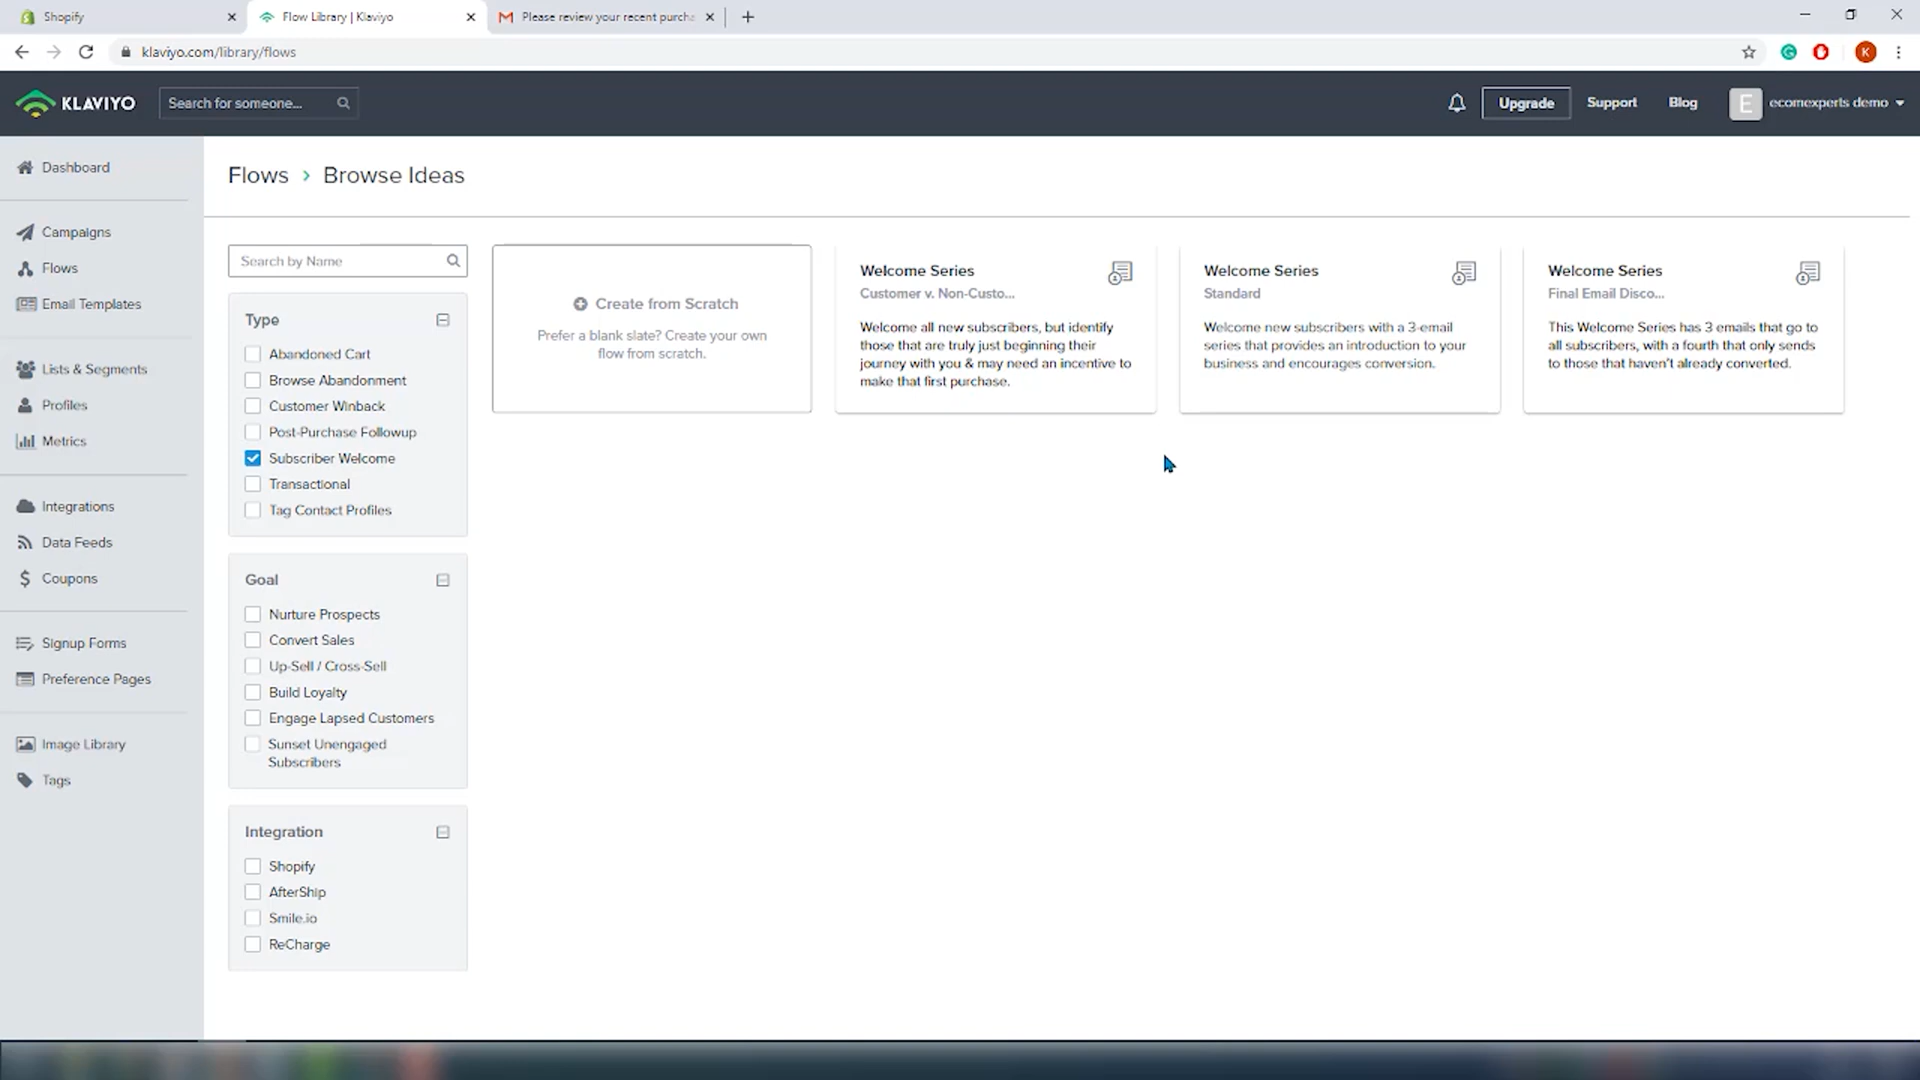 Shopify
Flow Library | Klaviyo
Please review your recent purcha
klaviyo.com/library/flows
K
KLAVIYO
Search for someone...
Upgrade
Support
Blog
E
ecomexperts demo
Dashboard
Campaigns
Flows
Email Templates
Lists & Segments
Profiles
Metrics
Integrations
Data Feeds
Coupons
Signup Forms
Preference Pages
Image Library
Tags
Flows › Browse Ideas
Search by Name
Type
Abandoned Cart
Browse Abandonment
Customer Winback
Post-Purchase Followup
Subscriber Welcome
Transactional
Tag Contact Profiles
Goal
Nurture Prospects
Convert Sales
Up-Sell / Cross-Sell
Build Loyalty
Engage Lapsed Customers
Sunset Unengaged
Subscribers
Integration
Shopify
AfterShip
Smile.io
ReCharge
Create from Scratch
Prefer a blank slate? Create your own
flow from scratch.
Welcome Series
Customer v. Non-Custo...
Welcome all new subscribers, but identify
those that are truly just beginning their
journey with you & may need an incentive to
make that first purchase.
Welcome Series
Standard
Welcome new subscribers with a 3-email
series that provides an introduction to your
business and encourages conversion.
Welcome Series
Final Email Disco...
This Welcome Series has 3 emails that go to
all subscribers, with a fourth that only sends
to those that haven't already converted.